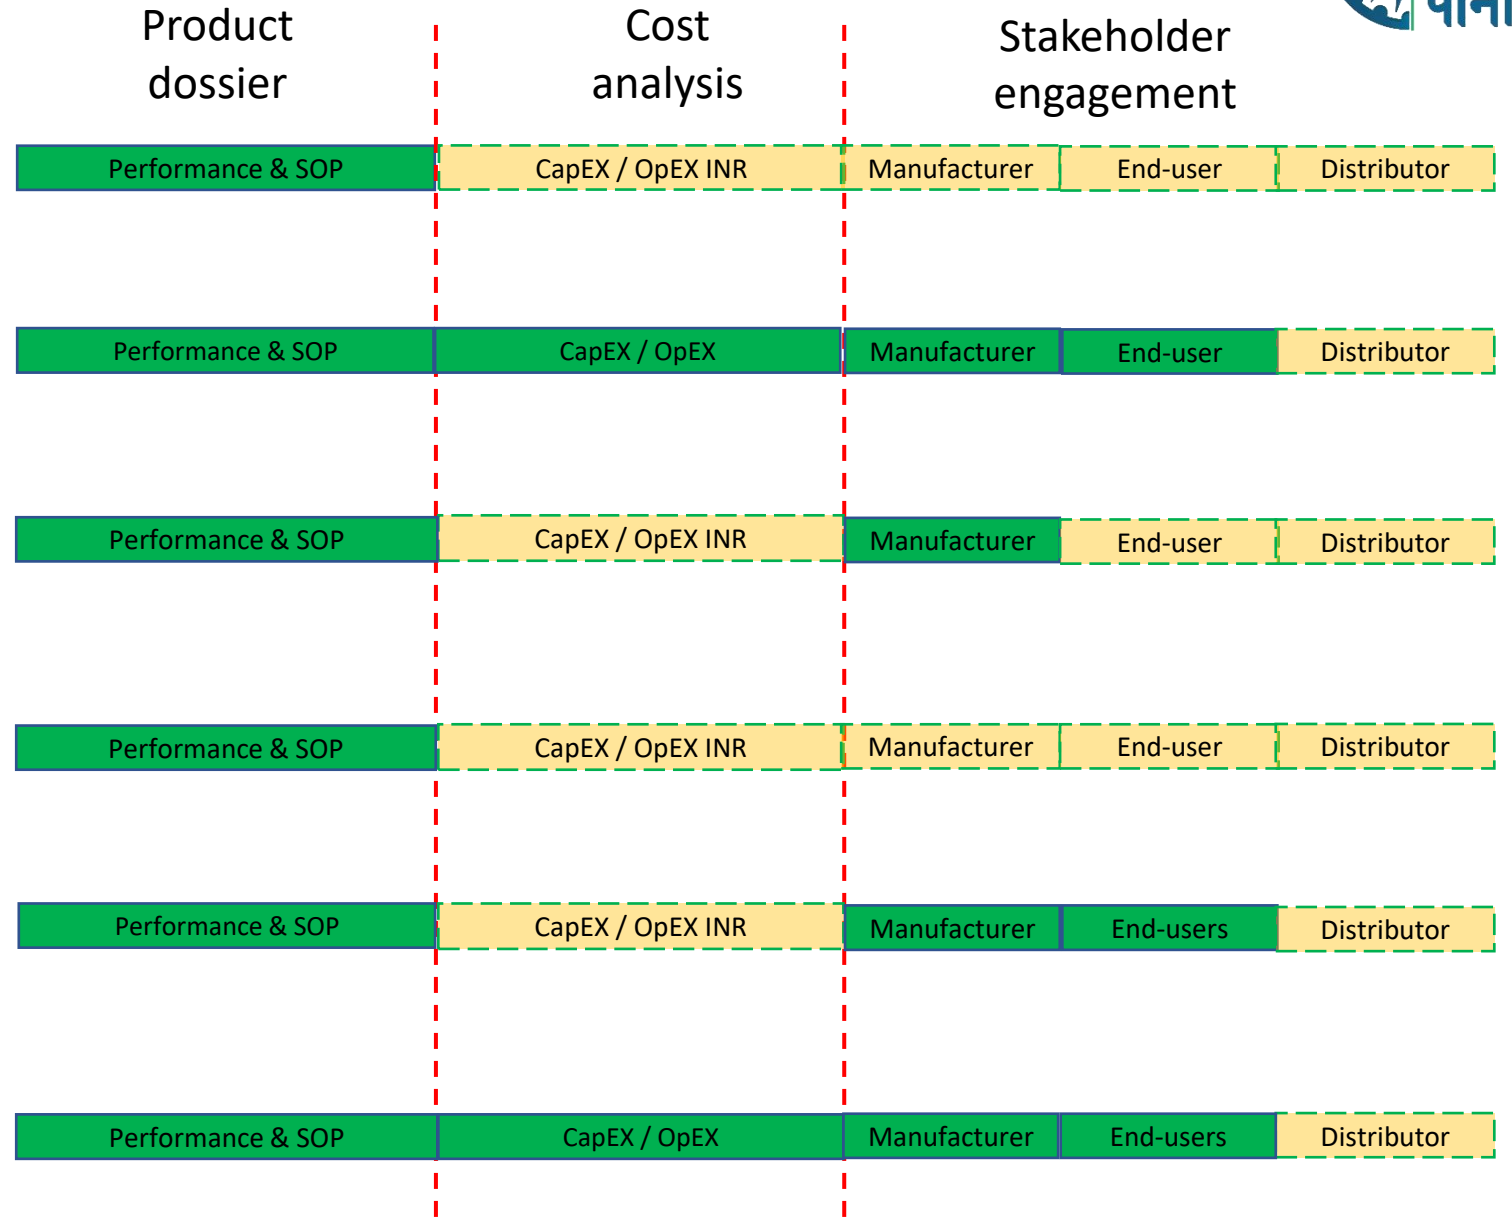 Product
dossier
Cost
analysis
Stakeholder
engagement
Performance & SOP
CapEX / OpEX INR
Manufacturer
End-user
Distributor
Performance & SOP
CapEX / OpEX
Manufacturer
End-user
Distributor
Performance & SOP
CapEX / OpEX INR
Manufacturer
End-user
Distributor
Performance & SOP
CapEX / OpEX INR
Manufacturer
End-user
Distributor
Performance & SOP
CapEX / OpEX INR
Manufacturer
End-users
Distributor
Performance & SOP
CapEX / OpEX
Manufacturer
End-users
Distributor